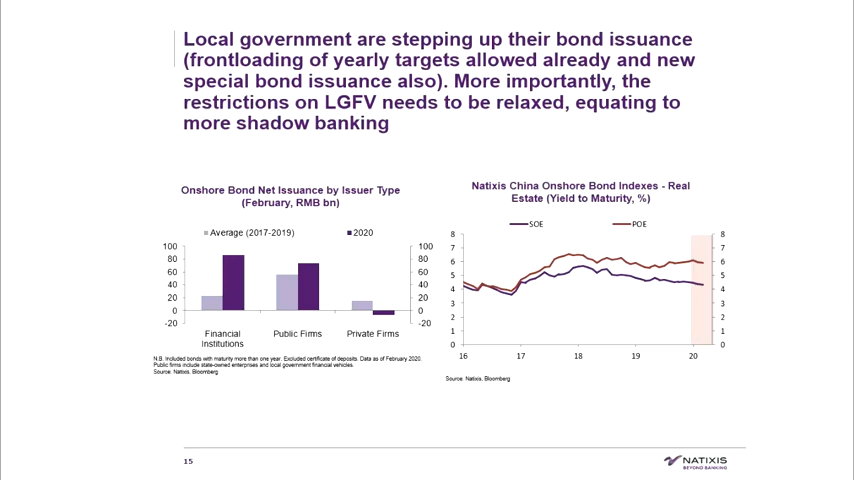 Local government are stepping up their bond issuance
(frontloading of yearly targets allowed already and new
special bond issuance also). More importantly, the
restrictions on LGFV needs to be relaxed, equating to
more shadow banking
Onshore Bond Net Issuance by Issuer Type
(February, RMB bn)
Average (2017-2019) 2020
100 100
80 80
60 60
40 40
20 20
0 0
-20 -20
Financial Institutions Public Firms Private Firms
N.B. Included bonds with maturity more than one year. Excluded certificate of deposits. Data as of February 2020.
Public firms include state-owned enterprises and local government financial vehicles.
Source: Natixis, Bloomberg
Natixis China Onshore Bond Indexes - Real
Estate (Yield to Maturity, %)
SOE POE
8 8
7 7
6 6
5 5
4 4
3 3
2 2
1 1
0 0
16 17 18 19 20
Source: Natixis, Bloomberg
15
NATIXIS
BEYOND BANKING